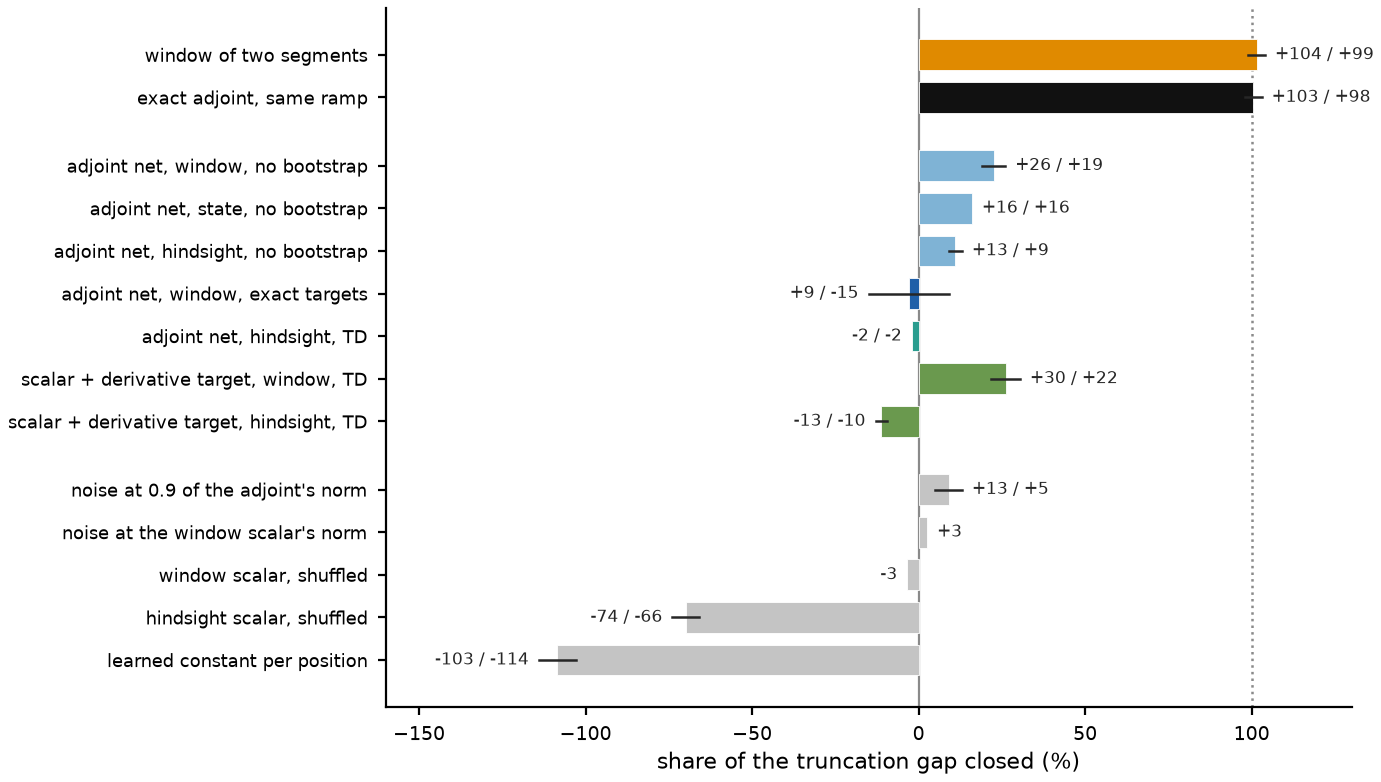 window of two segments +104 / +99
exact adjoint, same ramp +103 / +98
adjoint net, window, no bootstrap +26 / +19
adjoint net, state, no bootstrap +16 / +16
adjoint net, hindsight, no bootstrap +13 / +9
adjoint net, window, exact targets +9 / -15
adjoint net, hindsight, TD -2 / -2
scalar + derivative target, window, TD +30 / +22
scalar + derivative target, hindsight, TD -13 / -10
noise at 0.9 of the adjoint's norm +13 / +5
noise at the window scalar's norm +3
window scalar, shuffled -3
hindsight scalar, shuffled -74 / -66
learned constant per position -103 / -114
−150 −100 −50 0 50 100
share of the truncation gap closed (%)